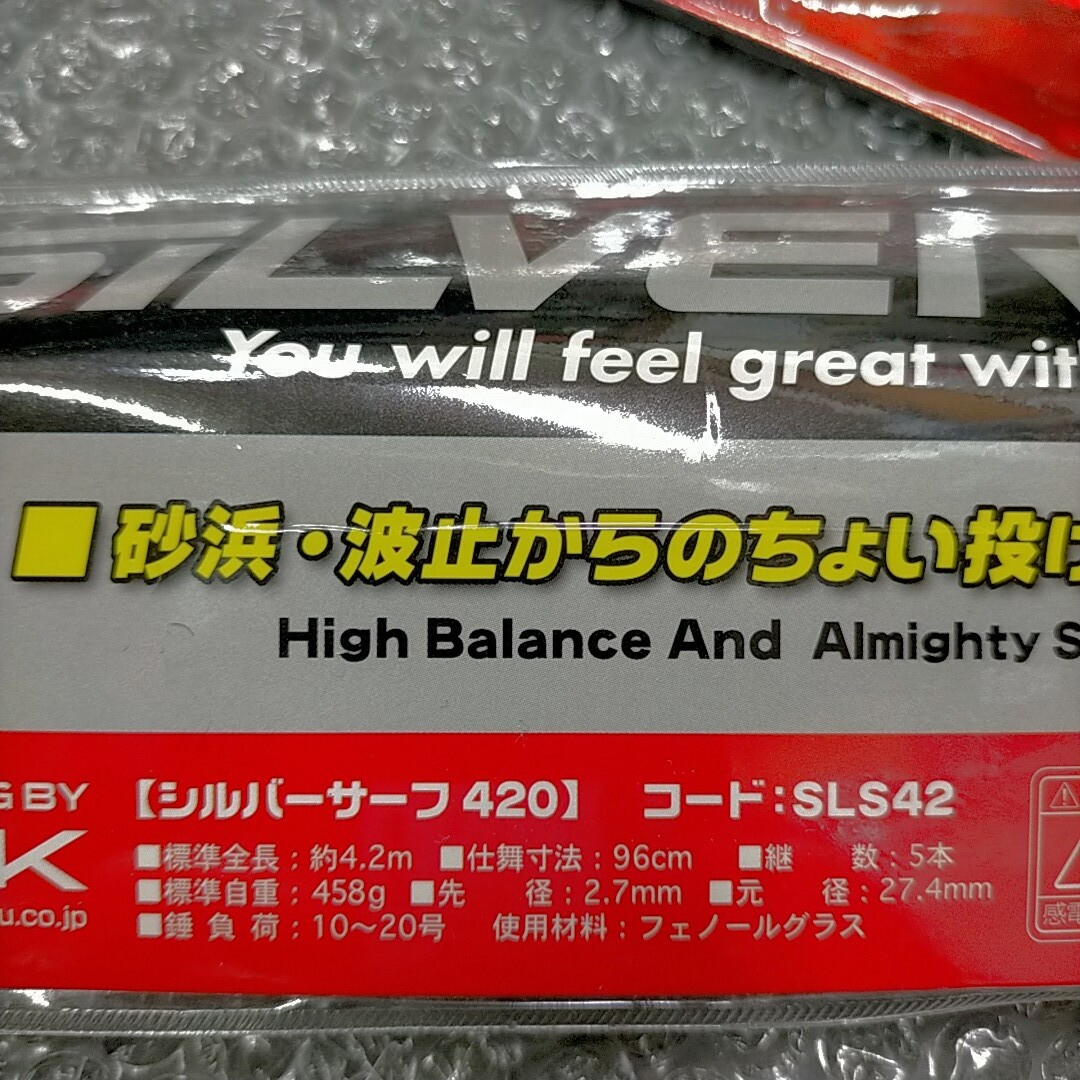 SiLVER
You will feel great wit
■砂浜・波止からのちょい投げ
High Balance And Almighty S
G BY
K
u.co.jp
【シルバーサーフ420】 コード:SLS42
■標準全長:約4.2m ■仕舞寸法:96cm ■継 数:5本
■標準自重:458g ■先 径:2.7mm ■元 径:27.4mm
■錘負荷:10〜20号 使用材料:フェノールグラス
感電